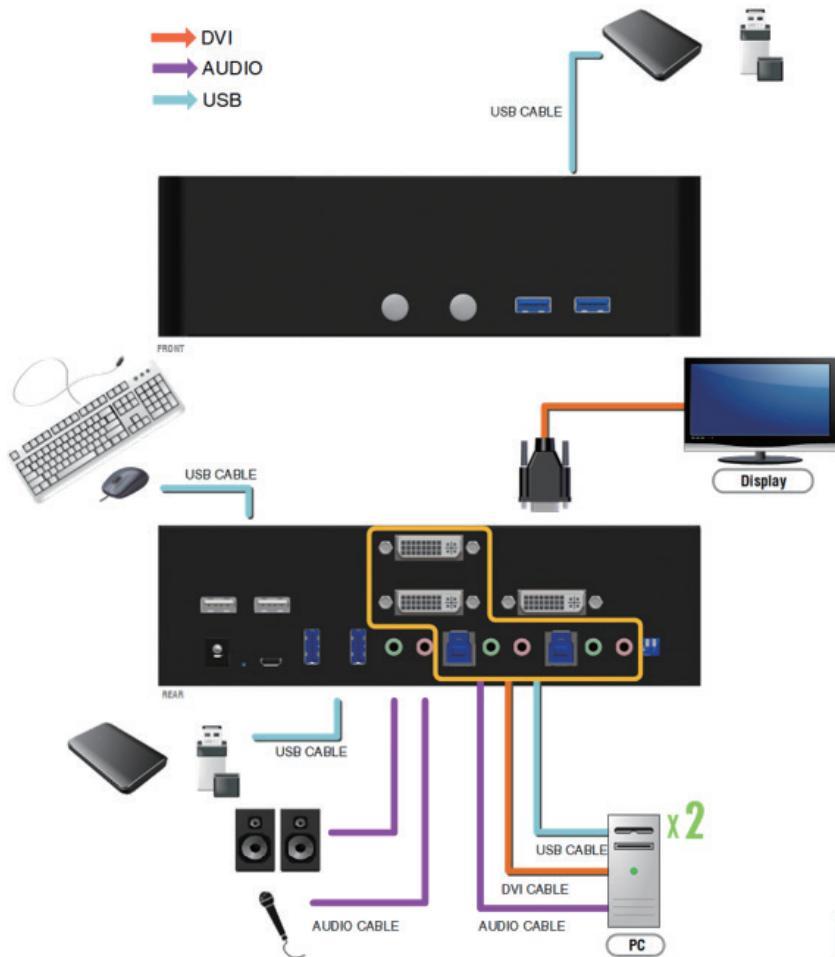 DVI
AUDIO
USB
USB CABLE
FRONT
USB CABLE
Display
REAR
USB CABLE
x2
USB CABLE
DVI CABLE
AUDIO CABLE
AUDIO CABLE
PC